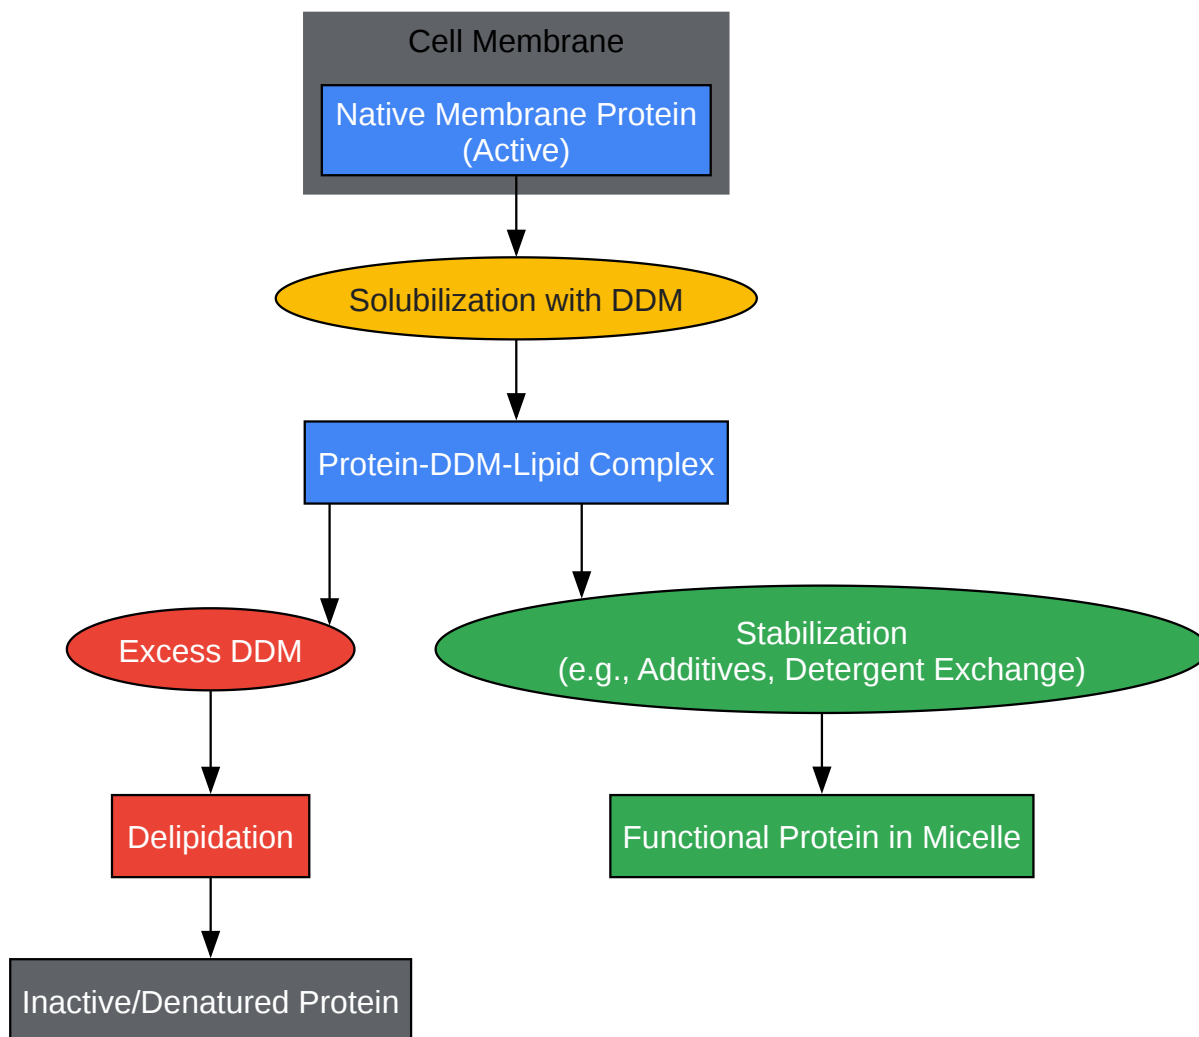 Cell Membrane
Native Membrane Protein
(Active)
Solubilization with DDM
Protein-DDM-Lipid Complex
Excess DDM
Stabilization
(e.g., Additives, Detergent Exchange)
Delipidation
Functional Protein in Micelle
Inactive/Denatured Protein